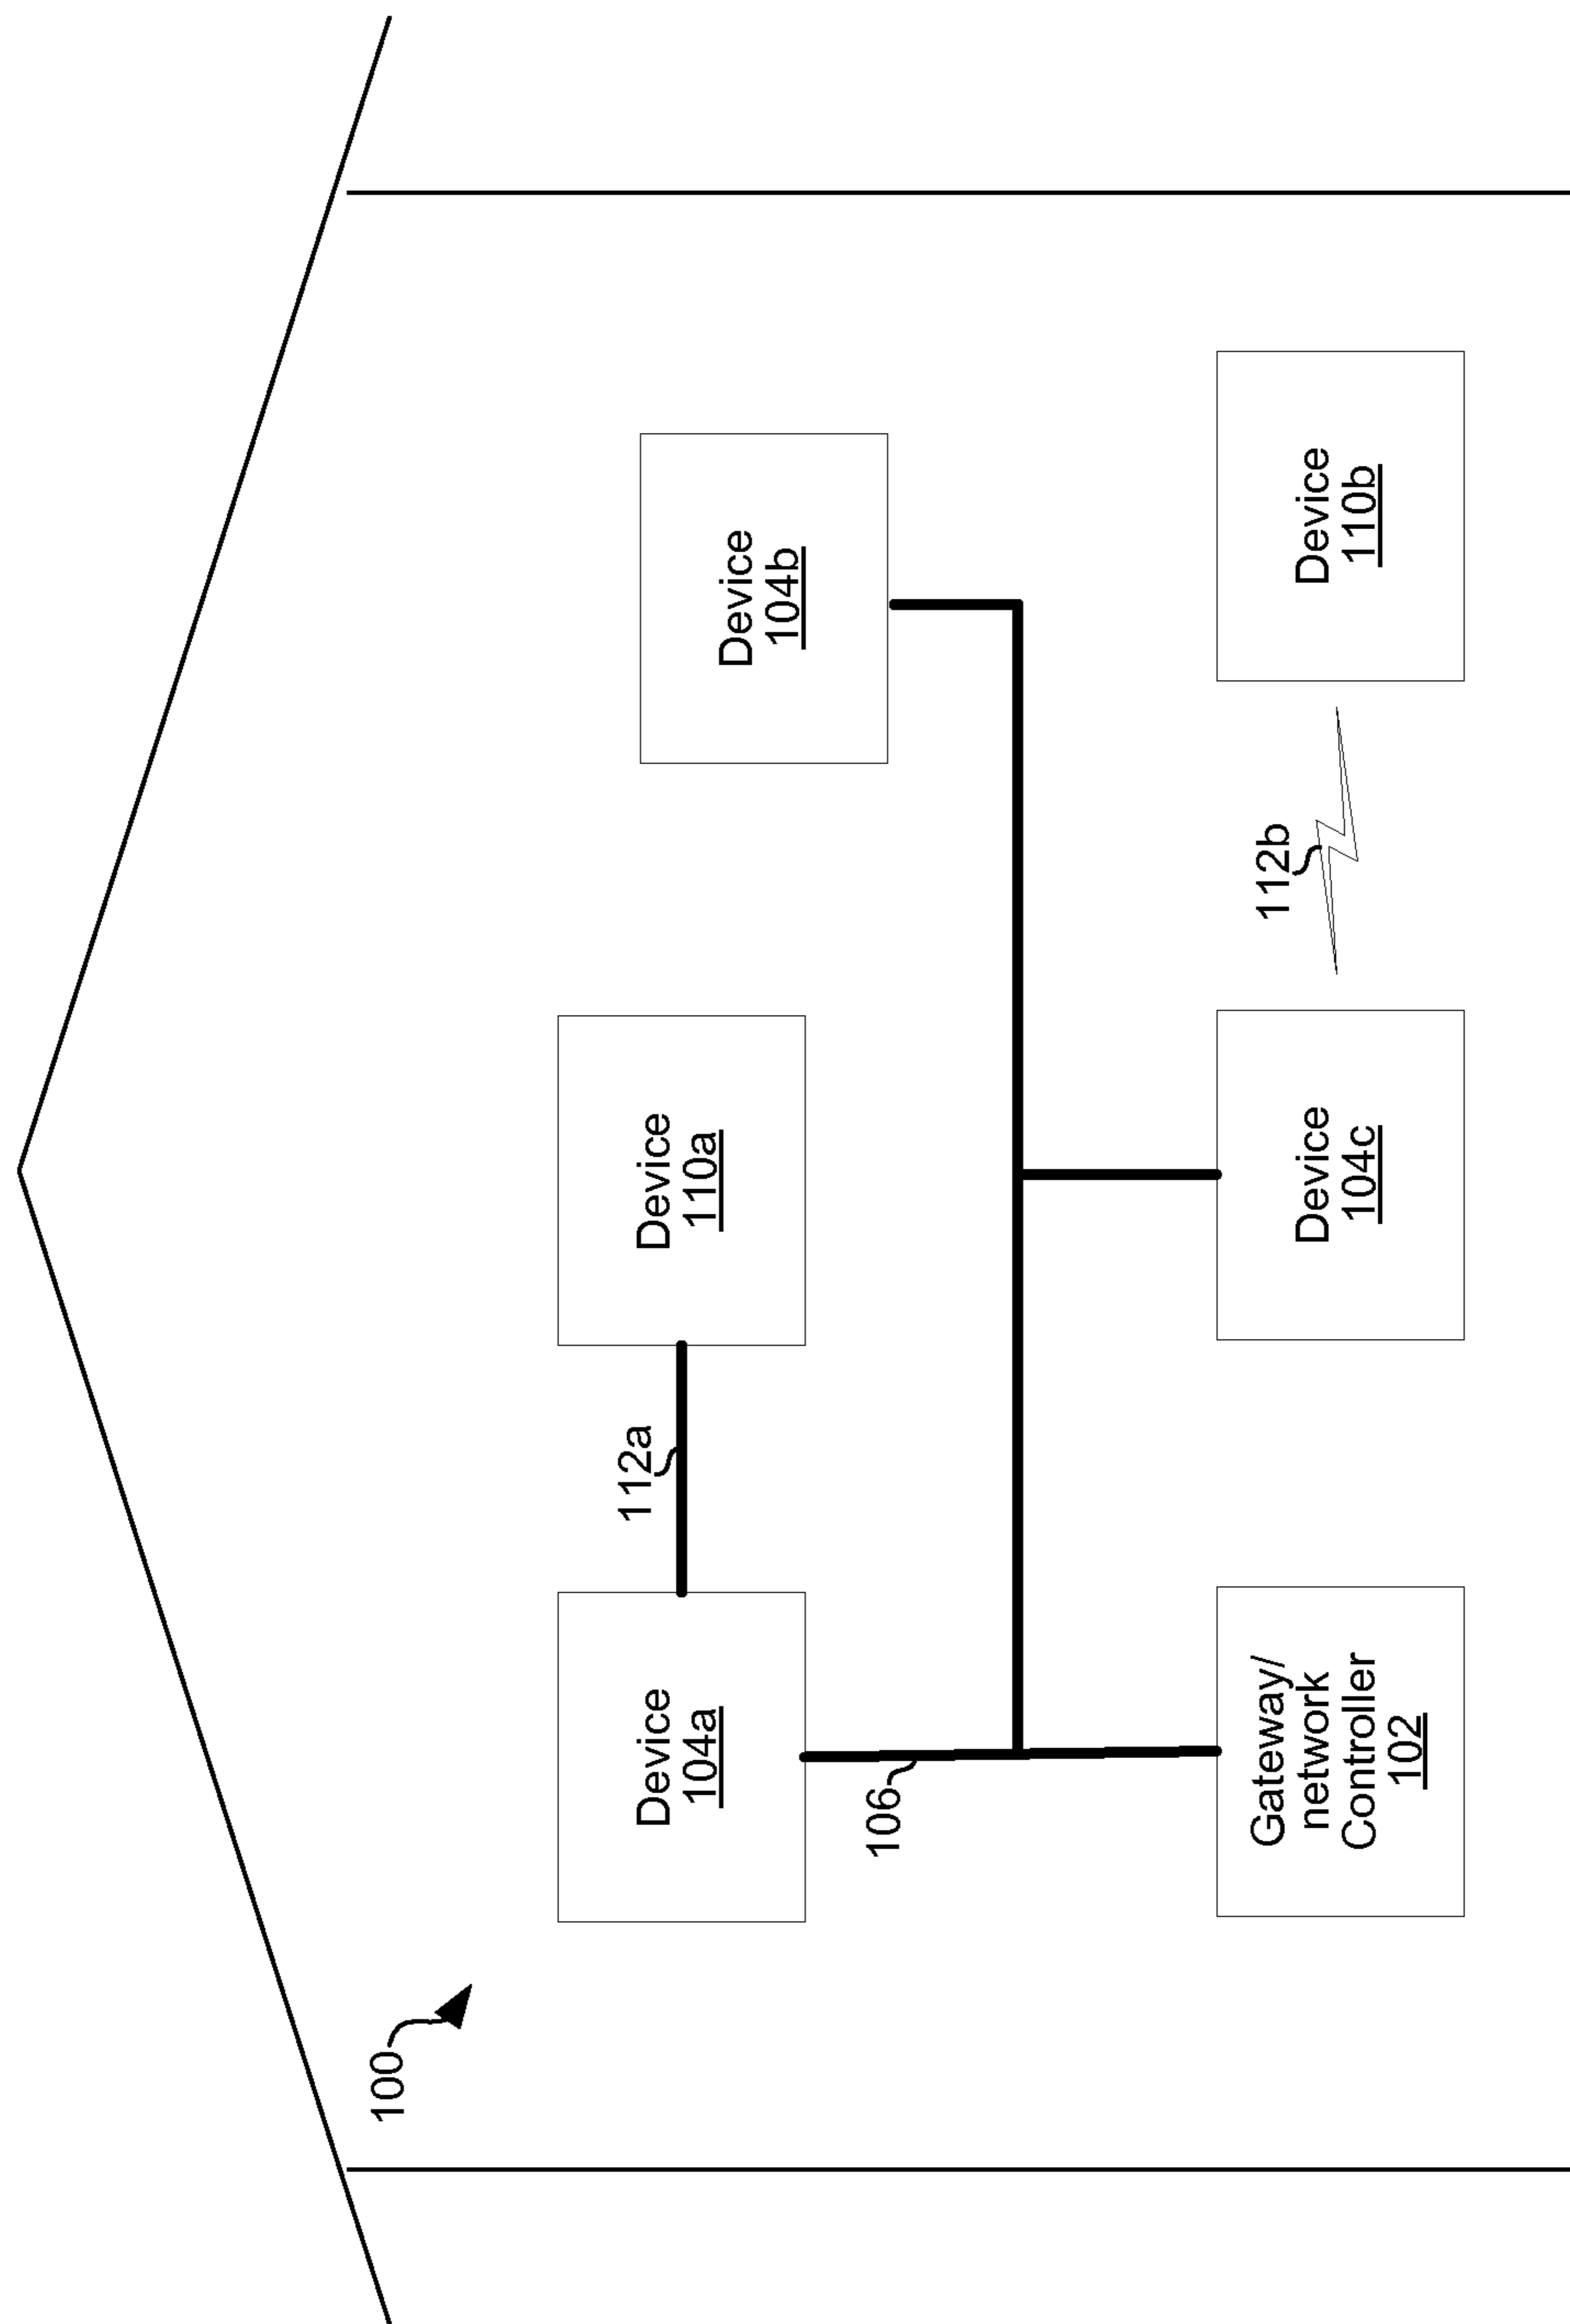 100
Device
104a
112a
Device
110a
Device
104b
106
Gateway/
network
Controller
102
Device
104c
112b
Device
110b